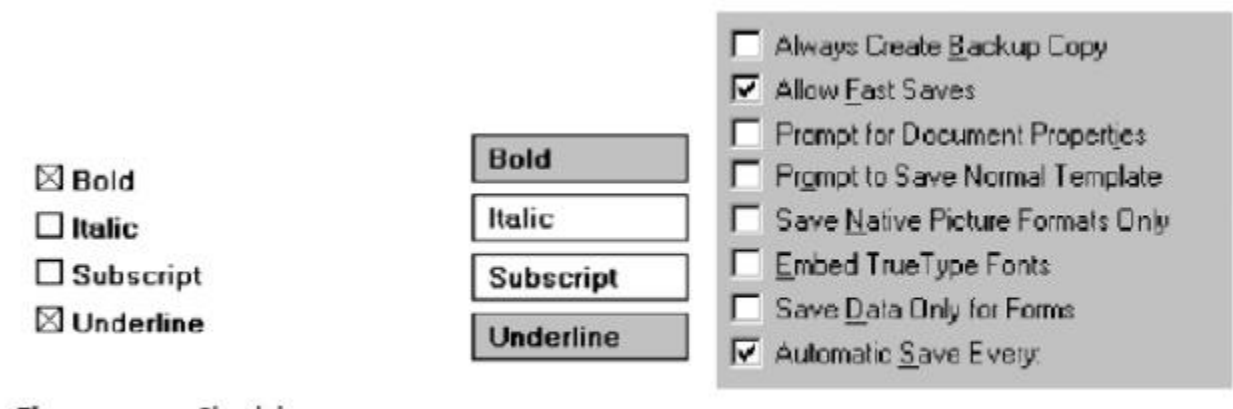 Bold
Italic
Subscript
Underline
Bold
Italic
Subscript
Underline
Always Create Backup Copy
Allow Fast Saves
Prompt for Document Properties
Prompt to Save Normal Template
Save Native Picture Formats Only
Embed TrueType Fonts
Save Data Only for Forms
Automatic Save Every: